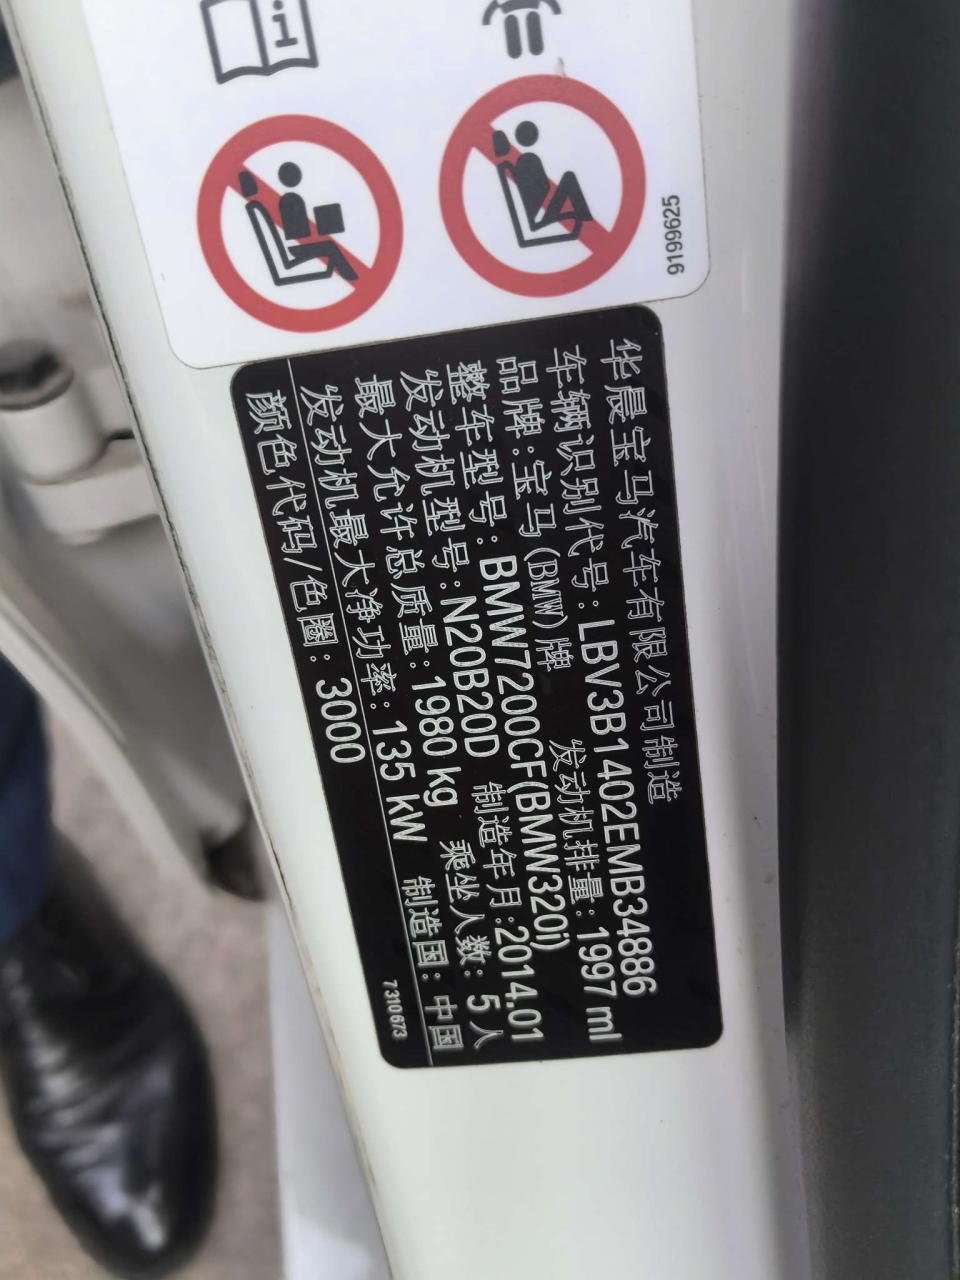 9199625
华晨宝马汽车有限公司制造
车辆识别代号:LBV3B1402EMB34886
品牌:宝马(BMW)牌 发动机排量:1997 ml
整车型号:BMW7200CF(BMW320i)
发动机型号:N20B20D 制造年月:2014.01
最大允许总质量:1980 kg 乘坐人数:5人
发动机最大净功率:135 kW 制造国:中国
颜色代码/色圈:3000
7 310 673